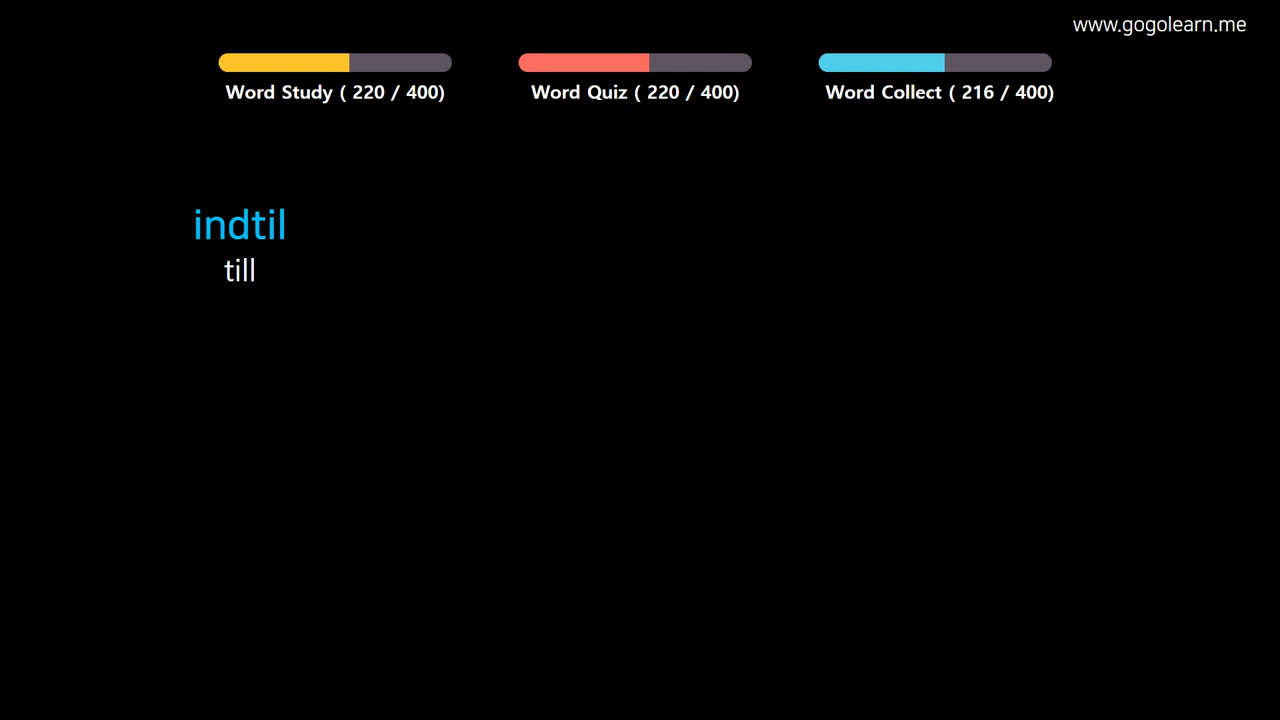 www.gogolearn.me
Word Study ( 220 / 400)
Word Quiz ( 220 / 400)
Word Collect ( 216 / 400)
indtil
till